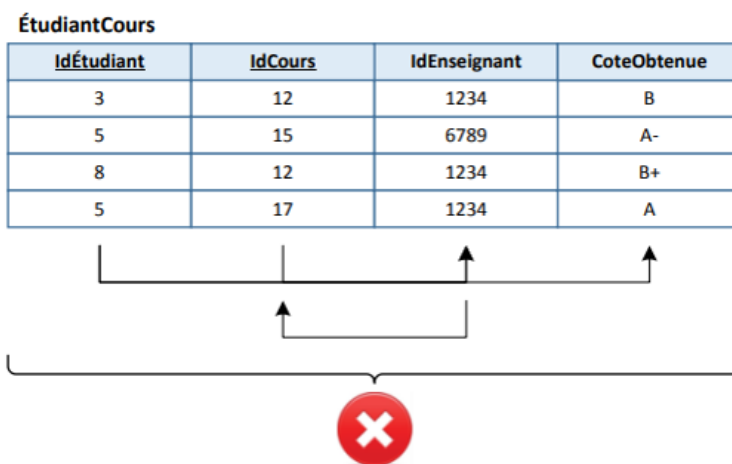 ÉtudiantCours
IdÉtudiant IdCours IdEnseignant CoteObtenue
3 12 1234 B
5 15 6789 A-
8 12 1234 B+
5 17 1234 A